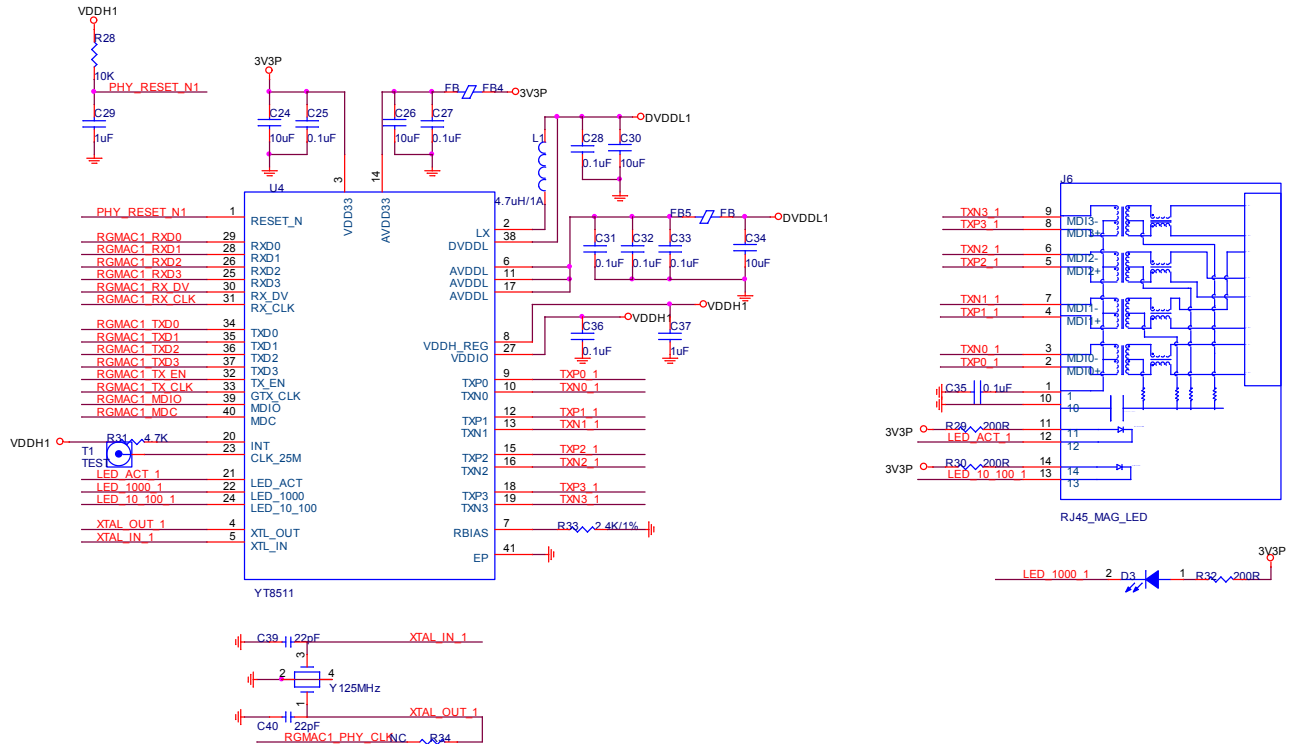 VDDH1
R28
10K
PHY_RESET_N1
C29
1uF
3V3P
C24
10uF
C25
0.1uF
C26
10uF
C27
0.1uF
FB
FB4
3V3P
DVDDL1
L1
4.7uH/1A
C28
0.1uF
C30
10uF
U4
3
14
VDD33
AVDD33
PHY_RESET_N1 1 RESET_N
RGMAC1_RXD0 29 RXD0
RGMAC1_RXD1 28 RXD1
RGMAC1_RXD2 26 RXD2
RGMAC1_RXD3 25 RXD3
RGMAC1_RX_DV 30 RX_DV
RGMAC1_RX_CLK 31 RX_CLK
RGMAC1_TXD0 34 TXD0
RGMAC1_TXD1 35 TXD1
RGMAC1_TXD2 36 TXD2
RGMAC1_TXD3 37 TXD3
RGMAC1_TX_EN 32 TX_EN
RGMAC1_TX_CLK 33 GTX_CLK
RGMAC1_MDIO 39 MDIO
RGMAC1_MDC 40 MDC
VDDH1 R31 4.7K 20 INT
T1
TEST
23 CLK_25M
LED_ACT_1 21 LED_ACT
LED_1000_1 22 LED_1000
LED_10_100_1 24 LED_10_100
XTAL_OUT_1 4 XTL_OUT
XTAL_IN_1 5 XTL_IN
LX 2
DVDDL 38
AVDDL 6
AVDDL 11
AVDDL 17
FB5 FB DVDDL1
C31
0.1uF
C32
0.1uF
C33
0.1uF
C34
10uF
VDDH_REG 8
VDDIO 27
VDDH1
VDDH1
C36
0.1uF
C37
1uF
TXP0 9 TXP0_1
TXN0 10 TXN0_1
TXP1 12 TXP1_1
TXN1 13 TXN1_1
TXP2 15 TXP2_1
TXN2 16 TXN2_1
TXP3 18 TXP3_1
TXN3 19 TXN3_1
RBIAS 7 R33 2.4K/1%
EP 41
YT8511
J6
TXN3_1 9 MDI3-
TXP3_1 8 MDI3+
TXN2_1 6 MDI2-
TXP2_1 5 MDI2+
TXN1_1 7 MDI1-
TXP1_1 4 MDI1+
TXN0_1 3 MDI0-
TXP0_1 2 MDI0+
C35 0.1uF 1 1
10 10
3V3P R29 200R 11 11
LED_ACT_1 12 12
3V3P R30 200R 14 14
LED_10_100_1 13 13
RJ45_MAG_LED
3V3P
LED_1000_1 2 D3 1 R32 200R
C39 22pF XTAL_IN_1
3
2 4
Y125MHz
1
C40 22pF XTAL_OUT_1
RGMAC1_PHY_CLK NC R34